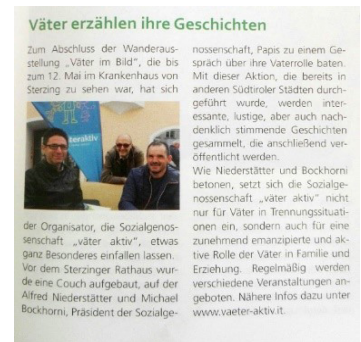 Väter erzählen ihre Geschichten
Zum Abschluss der Wanderaus-
stellung „Väter im Bild", die bis
zum 12. Mai im Krankenhaus von
Sterzing zu sehen war, hat sich
teraktiv
der Organisator, die Sozialgenos-
senschaft „väter aktiv", etwas
ganz Besonderes einfallen lassen.
Vor dem Sterzinger Rathaus wur-
de eine Couch aufgebaut, auf der
Alfred Niederstätter und Michael
Bockhorni, Präsident der Sozialge-
nossenschaft, Papis zu einem Ge-
spräch über ihre Vaterrolle baten.
Mit dieser Aktion, die bereits in
anderen Südtiroler Städten durch-
geführt wurde, werden inter-
essante, lustige, aber auch nach-
denklich stimmende Geschichten
gesammelt, die anschließend ver-
öffentlicht werden.
Wie Niederstätter und Bockhorni
betonen, setzt sich die Sozialge-
nossenschaft „väter aktiv" nicht
nur für Väter in Trennungssituati-
onen ein, sondern auch für eine
zunehmend emanzipierte und ak-
tive Rolle der Väter in Familie und
Erziehung. Regelmäßig werden
verschiedene Veranstaltungen an-
geboten. Nähere Infos dazu unter
www.vaeter-aktiv.it.